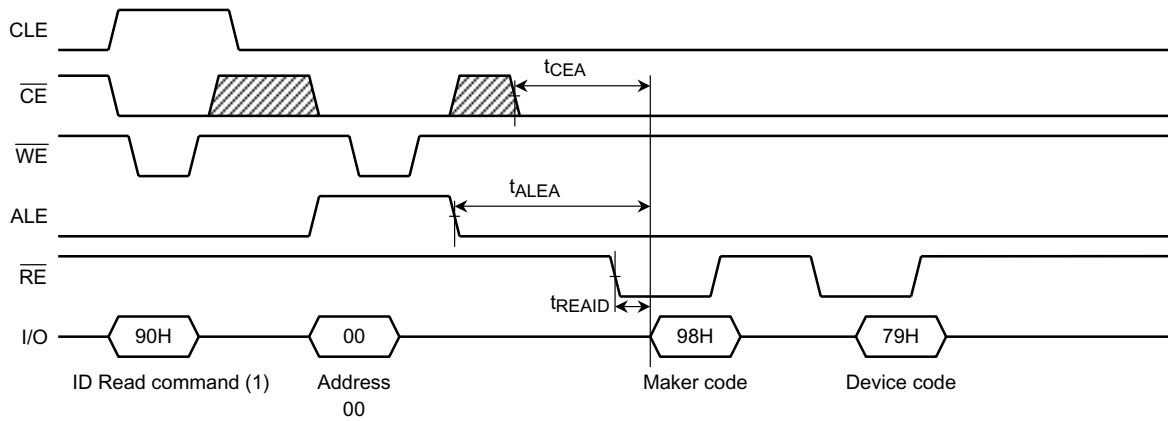 CLE
CE
tCEA
WE
tALEA
ALE
RE
tREAID
I/O 90H 00 98H 79H
ID Read command (1) Address Maker code Device code
00